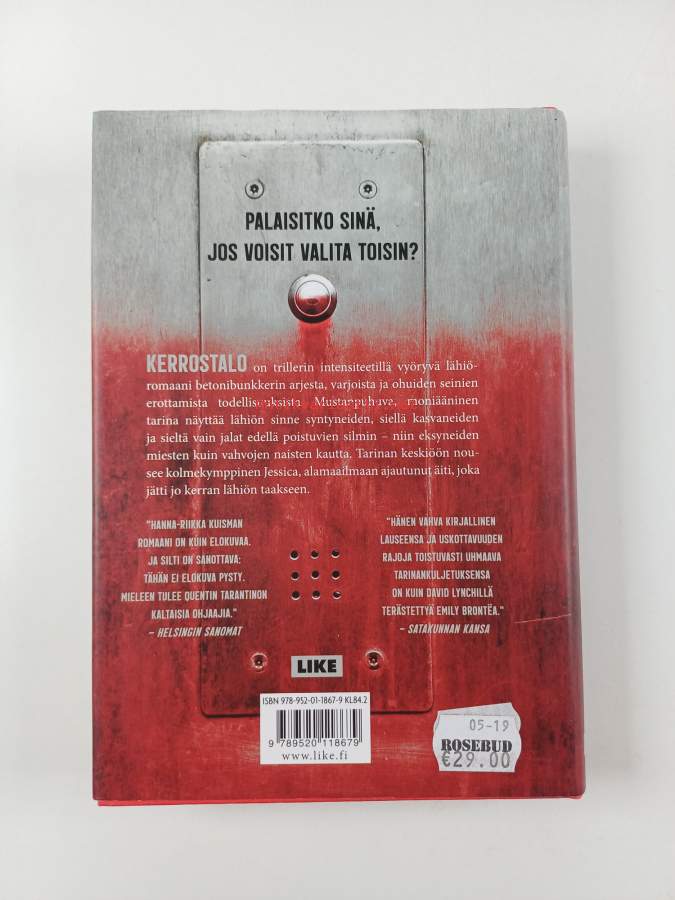 PALAISITKO SINÄ,
JOS VOISIT VALITA TOISIN?
KERROSTALO on trillerin intensiteetillä vyöryvä lähiö-
romaani betonibunkkerin arjesta, varjoista ja ohuiden seinien
erottamista todellisuuksista. Mustanpuhuva, moniääninen
tarina näyttää lähiön sinne syntyneiden, siellä kasvaneiden
ja sieltä vain jalat edellä poistuvien silmin – niin eksyneiden
miesten kuin vahvojen naisten kautta. Tarinan keskiöön nou-
see kolmekymppinen Jessica, alamaailmaan ajautunut äiti, joka
jätti jo kerran lähiön taakseen.
"HANNA-RIIKKA KUISMAN
ROMAANI ON KUIN ELOKUVAA.
JA SILTI ON SANOTTAVA:
TÄHÄN EI ELOKUVA PYSTY.
MIELEEN TULEE QUENTIN TARANTINON
KALTAISIA OHJAAJIA."
– HELSINGIN SANOMAT
"HÄNEN VAHVA KIRJALLINEN
LAUSEENSA JA USKOTTAVUUDEN
RAJOJA TOISTUVASTI UHMAAVA
TARINANKULJETUKSENSA
ON KUIN DAVID LYNCHILLÄ
TERÄSTETTYÄ EMILY BRONTËA."
– SATAKUNNAN KANSA
LIKE
ISBN 978-952-01-1867-9 KL84.2
9 789520 118679
www.like.fi
05-19
ROSEBUD
€29.00